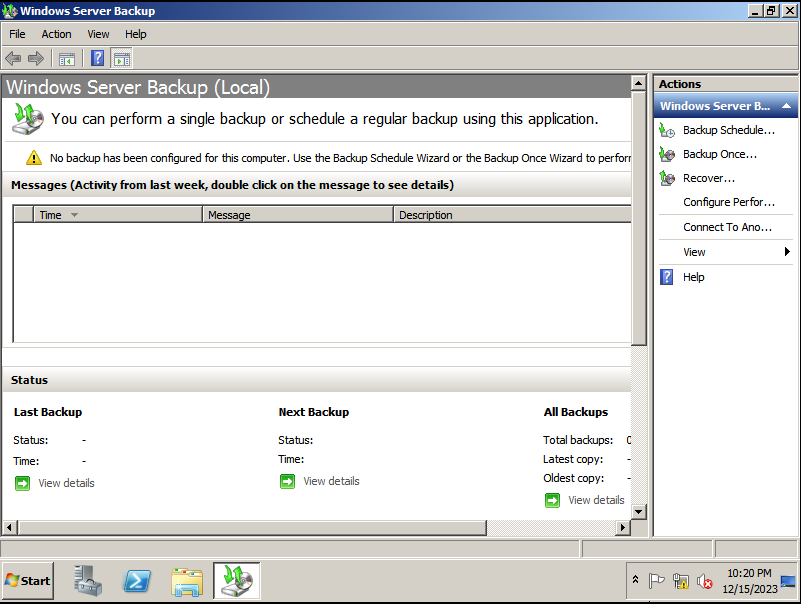 Windows Server Backup
File Action View Help
Windows Server Backup (Local)
You can perform a single backup or schedule a regular backup using this application.
No backup has been configured for this computer. Use the Backup Schedule Wizard or the Backup Once Wizard to perform
Messages (Activity from last week, double click on the message to see details)
Time Message Description
Status
Last Backup
Status: -
Time: -
View details
Next Backup
Status:
Time:
View details
All Backups
Total backups: 0
Latest copy: -
Oldest copy: -
View details
Actions
Windows Server B...
Backup Schedule...
Backup Once...
Recover...
Configure Perfor...
Connect To Ano...
View
Help
Start
10:20 PM
12/15/2023